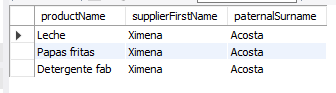 productName supplierFirstName paternalSurname
Leche Ximena Acosta
Papas fritas Ximena Acosta
Detergente fab Ximena Acosta